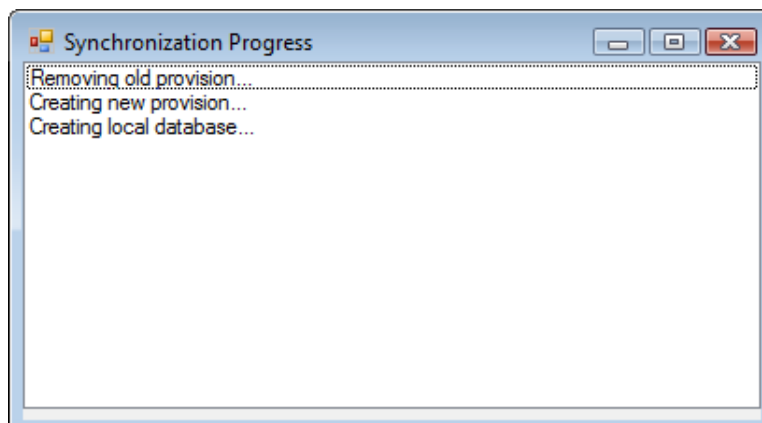 Synchronization Progress
Removing old provision...
Creating new provision...
Creating local database...